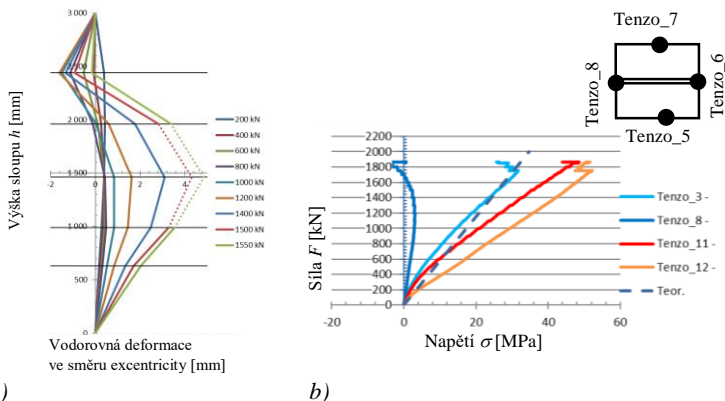 Výška sloupu h [mm]
3 000
2 500
2 000
1 500
1 000
500
0
-2
0
2
4
6
200 kN
400 kN
600 kN
800 kN
1000 kN
1200 kN
1400 kN
1500 kN
1550 kN
Vodorovná deformace
ve směru excentricity [mm]
Tenzo_7
Tenzo_8
Tenzo_6
Tenzo_5
Síla F [kN]
2200
2000
1800
1600
1400
1200
1000
800
600
400
200
0
-20
0
20
40
60
Napětí σ [MPa]
Tenzo_3 -
Tenzo_8 -
Tenzo_11 -
Tenzo_12 -
Teor.
)
b)